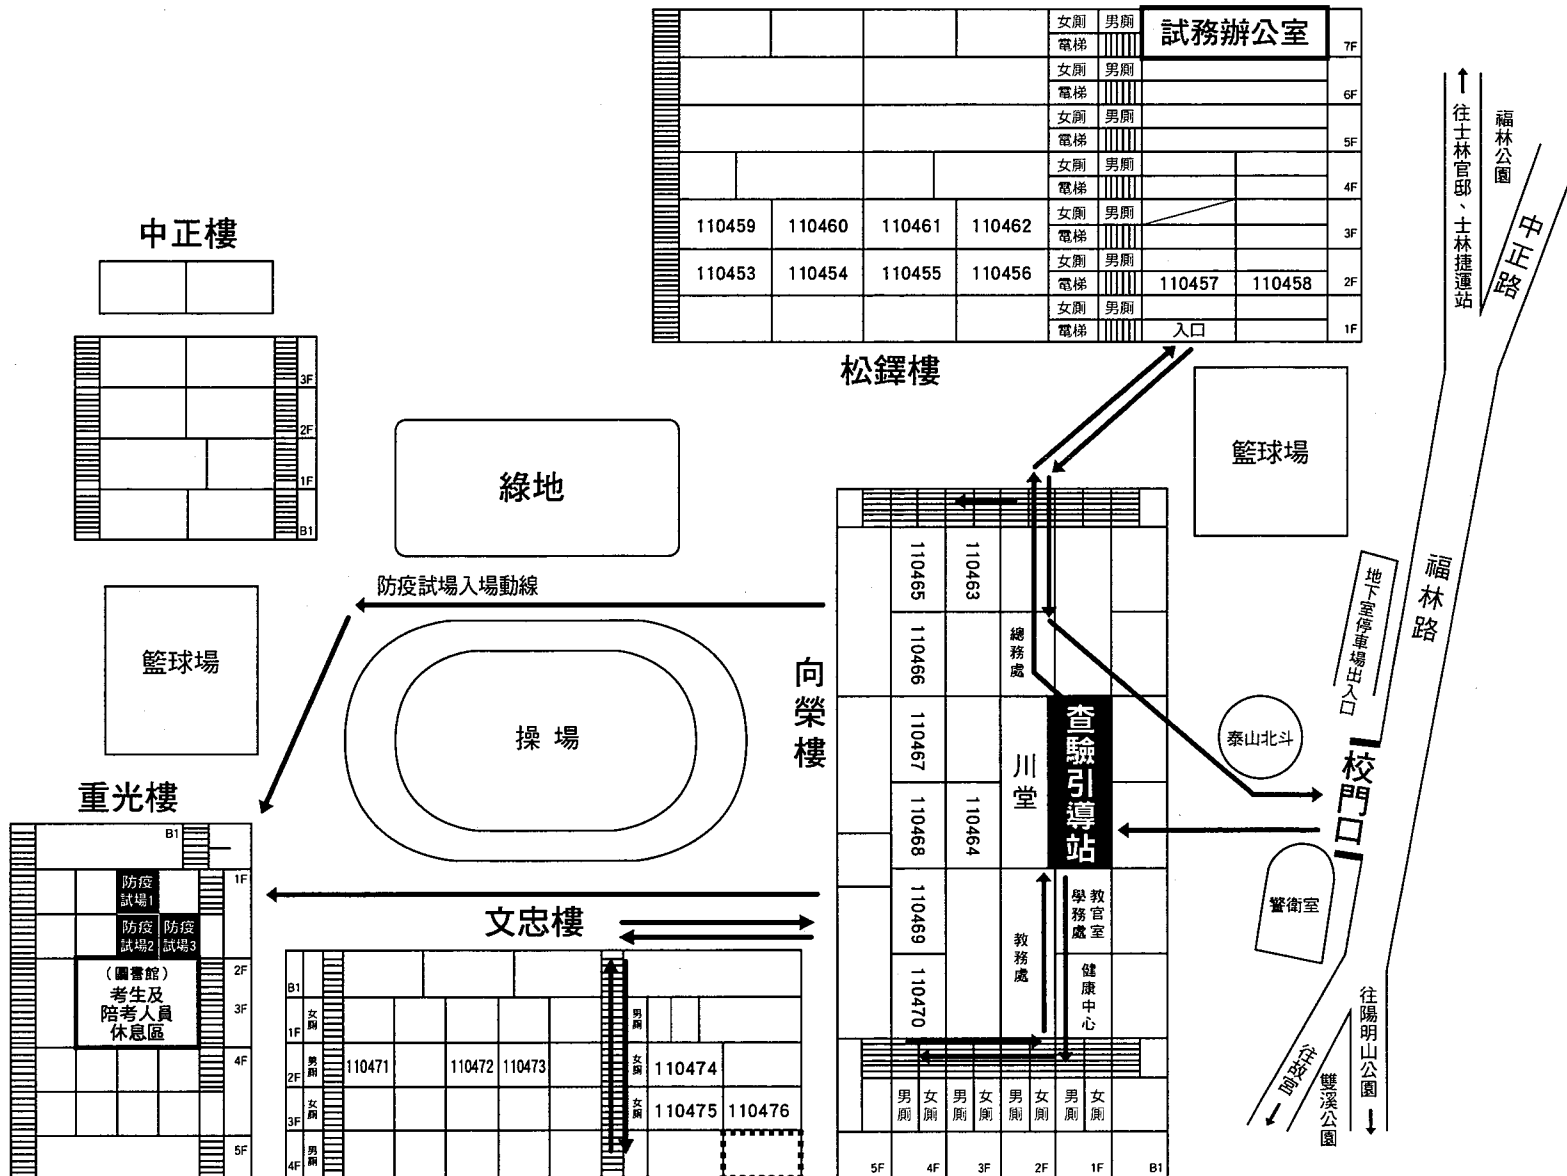 女廁 男廁 試務辦公室
電梯 7F
女廁 男廁
電梯 6F
女廁 男廁
電梯 5F
女廁 男廁
電梯 4F
110459 110460 110461 110462 女廁 男廁
電梯 3F
110453 110454 110455 110456 女廁 男廁
電梯 110457 110458 2F
女廁 男廁
電梯 入口 1F
松鐸樓
往士林官邸、士林捷運站
福林公園
中正路
中正樓
3F
2F
1F
B1
綠地
籃球場
防疫試場入場動線
籃球場
操場
向榮樓
110465
110463
110466
總務處
110467
川堂
查驗引導站
110468
110464
110469
教務處
學務處
教官室
110470
健康中心
男廁 女廁 男廁 女廁 男廁 女廁 男廁 女廁
5F 4F 3F 2F 1F B1
福林路
地下室停車場出入口
泰山北斗
校門口
警衛室
往故宮
雙溪公園
往陽明山公園
重光樓
B1
防疫
試場1
1F
防疫
試場2
防疫
試場3
(圖書館)
考生及
陪考人員
休息區
2F
3F
4F
5F
文忠樓
B1
1F 女廁 男廁
2F 男廁 110471 110472 110473 女廁 110474
3F 女廁 女廁 110475 110476
4F 男廁